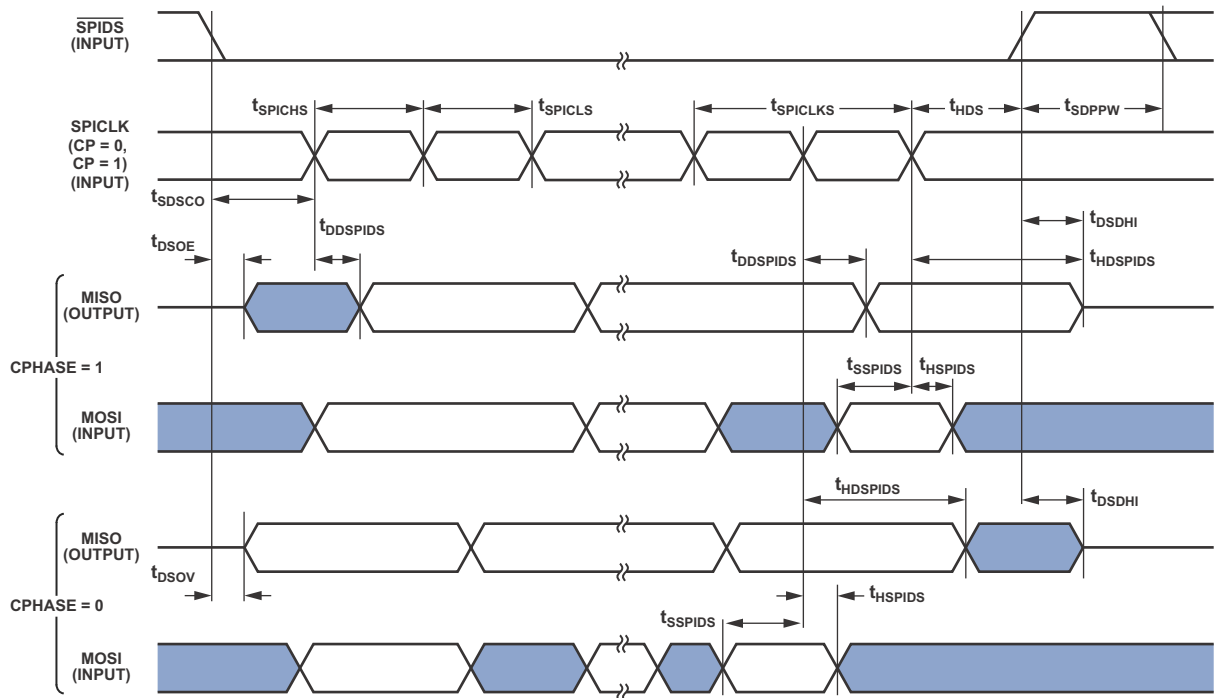 SPIDS
(INPUT)
tSPICHS
tSPICLS
tSPICLKS
tHDS
tSDPPW
SPICLK
(CP = 0,
CP = 1)
(INPUT)
tSDSCO
tDDSPIDS
tDSOE
tDSDHI
tDDSPIDS
tHDSPIDS
MISO
(OUTPUT)
CPHASE = 1
tSSPIDS
tHSPIDS
MOSI
(INPUT)
tHDSPIDS
tDSDHI
MISO
(OUTPUT)
tDSOV
CPHASE = 0
tHSPIDS
tSSPIDS
MOSI
(INPUT)